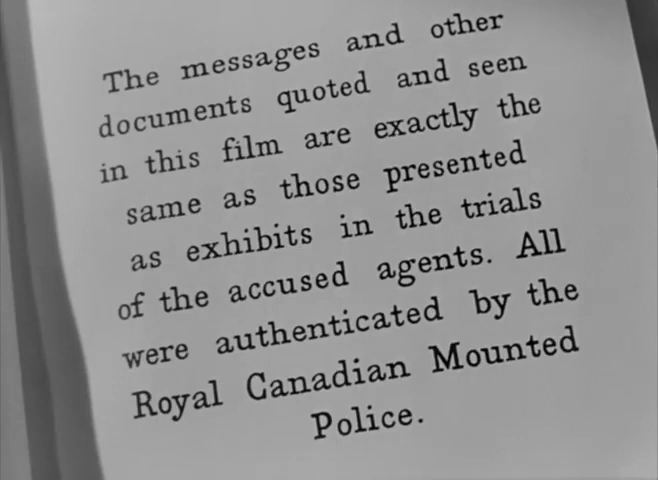 The messages and other
documents quoted and seen
in this film are exactly the
same as those presented
as exhibits in the trials
of the accused agents. All
were authenticated by the
Royal Canadian Mounted
Police.